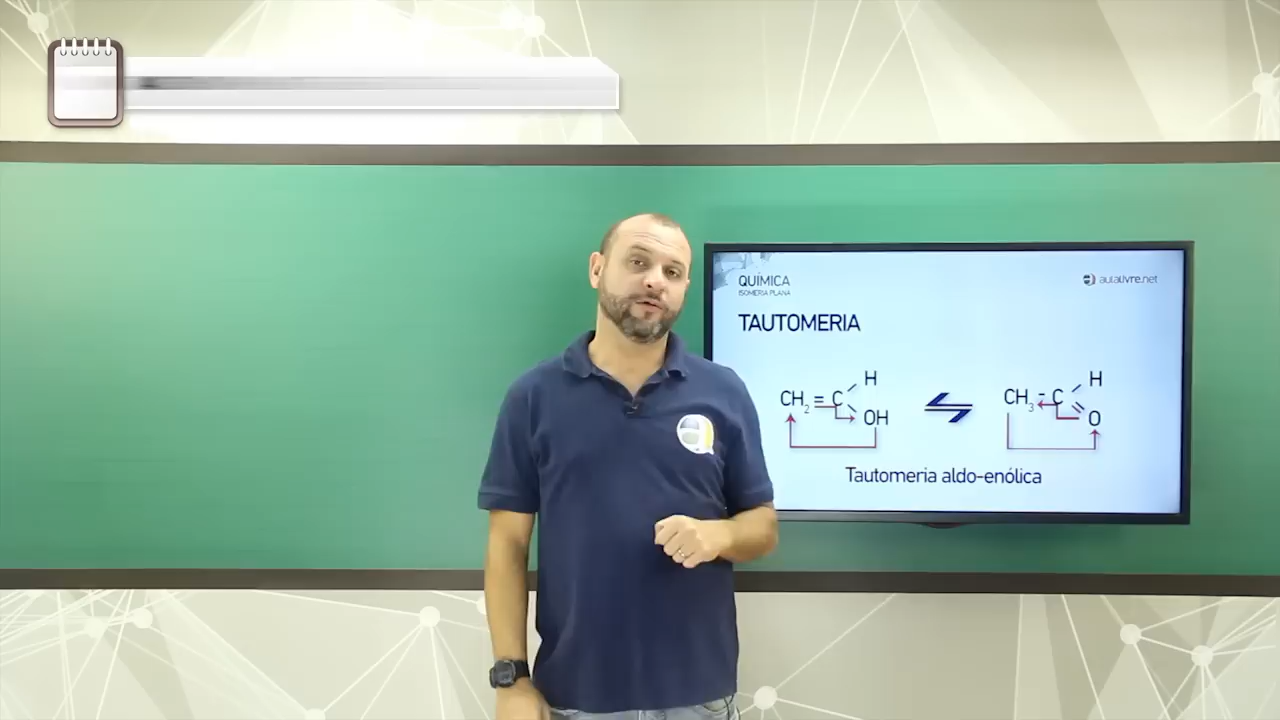 QUÍMICA
ISOMERIA PLANA
aulalivre.net
TAUTOMERIA
CH2 = C H OH
CH3 - C H O
Tautomeria aldo-enólica